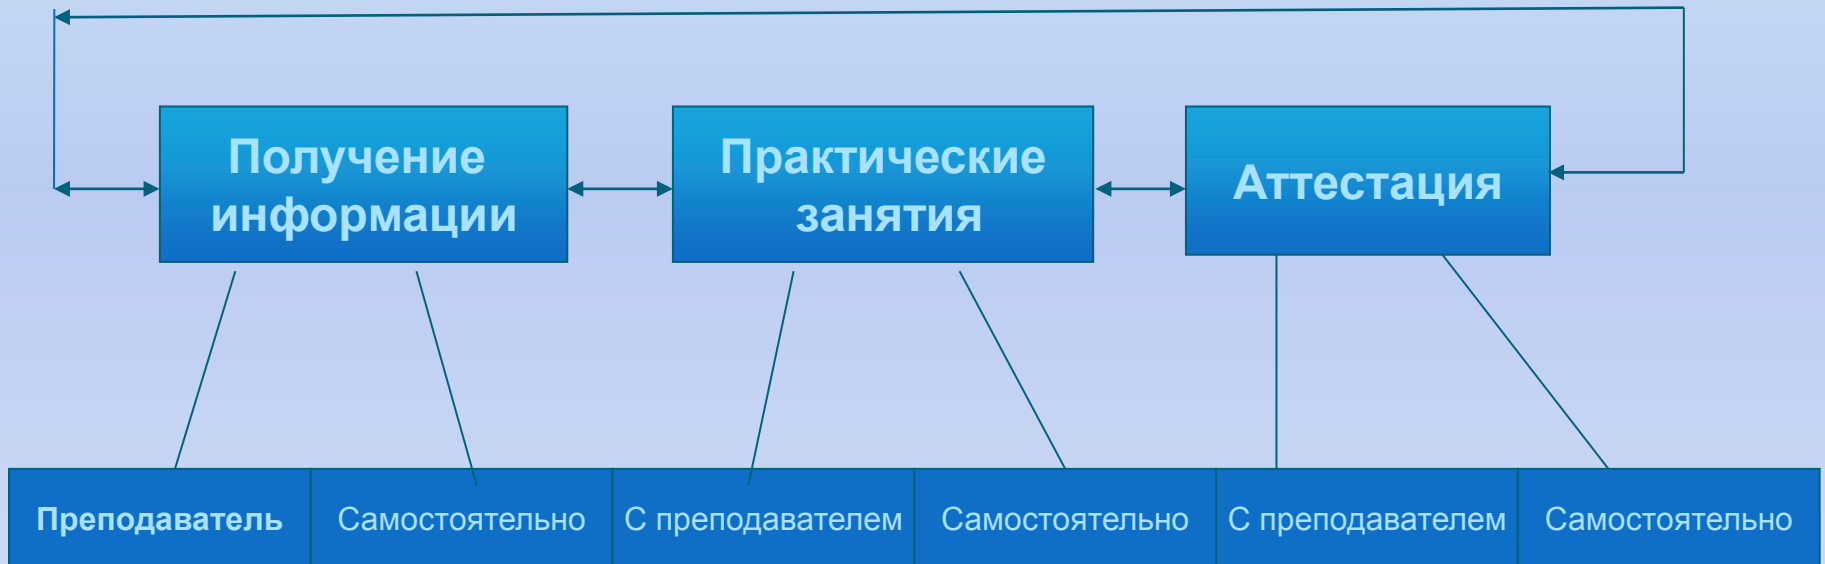 Получение
информации
Практические
занятия
Аттестация
Преподаватель
Самостоятельно
С преподавателем
Самостоятельно
С преподавателем
Самостоятельно